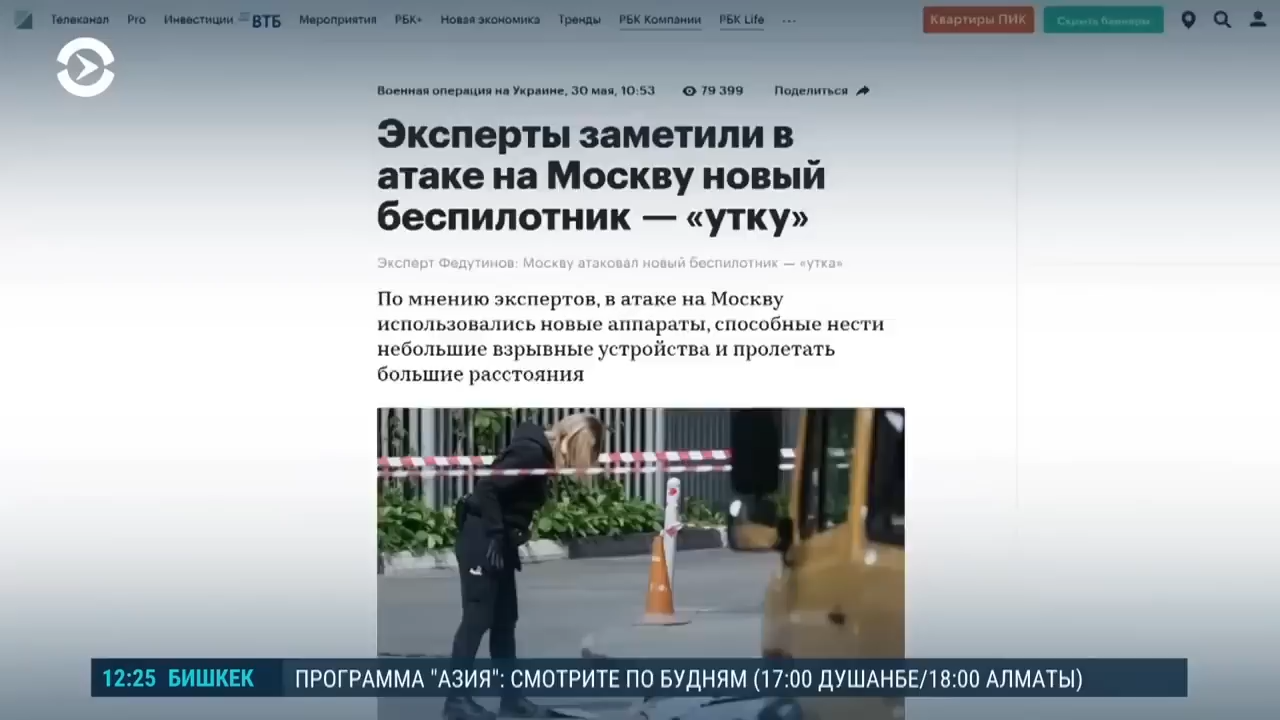 Телеканал Pro Инвестиции ВТБ Мероприятия РБК+ Новая экономика Тренды РБК Компании РБК Life ...
Квартиры ПИК Скрыть баннеры
Военная операция на Украине, 30 мая, 10:53 79 399 Поделиться
Эксперты заметили в
атаке на Москву новый
беспилотник — «утку»
Эксперт Федутинов: Москву атаковал новый беспилотник — «утка»
По мнению экспертов, в атаке на Москву
использовались новые аппараты, способные нести
небольшие взрывные устройства и пролетать
большие расстояния
12:25 БИШКЕК ПРОГРАММА "АЗИЯ": СМОТРИТЕ ПО БУДНЯМ (17:00 ДУШАНБЕ/18:00 АЛМАТЫ)